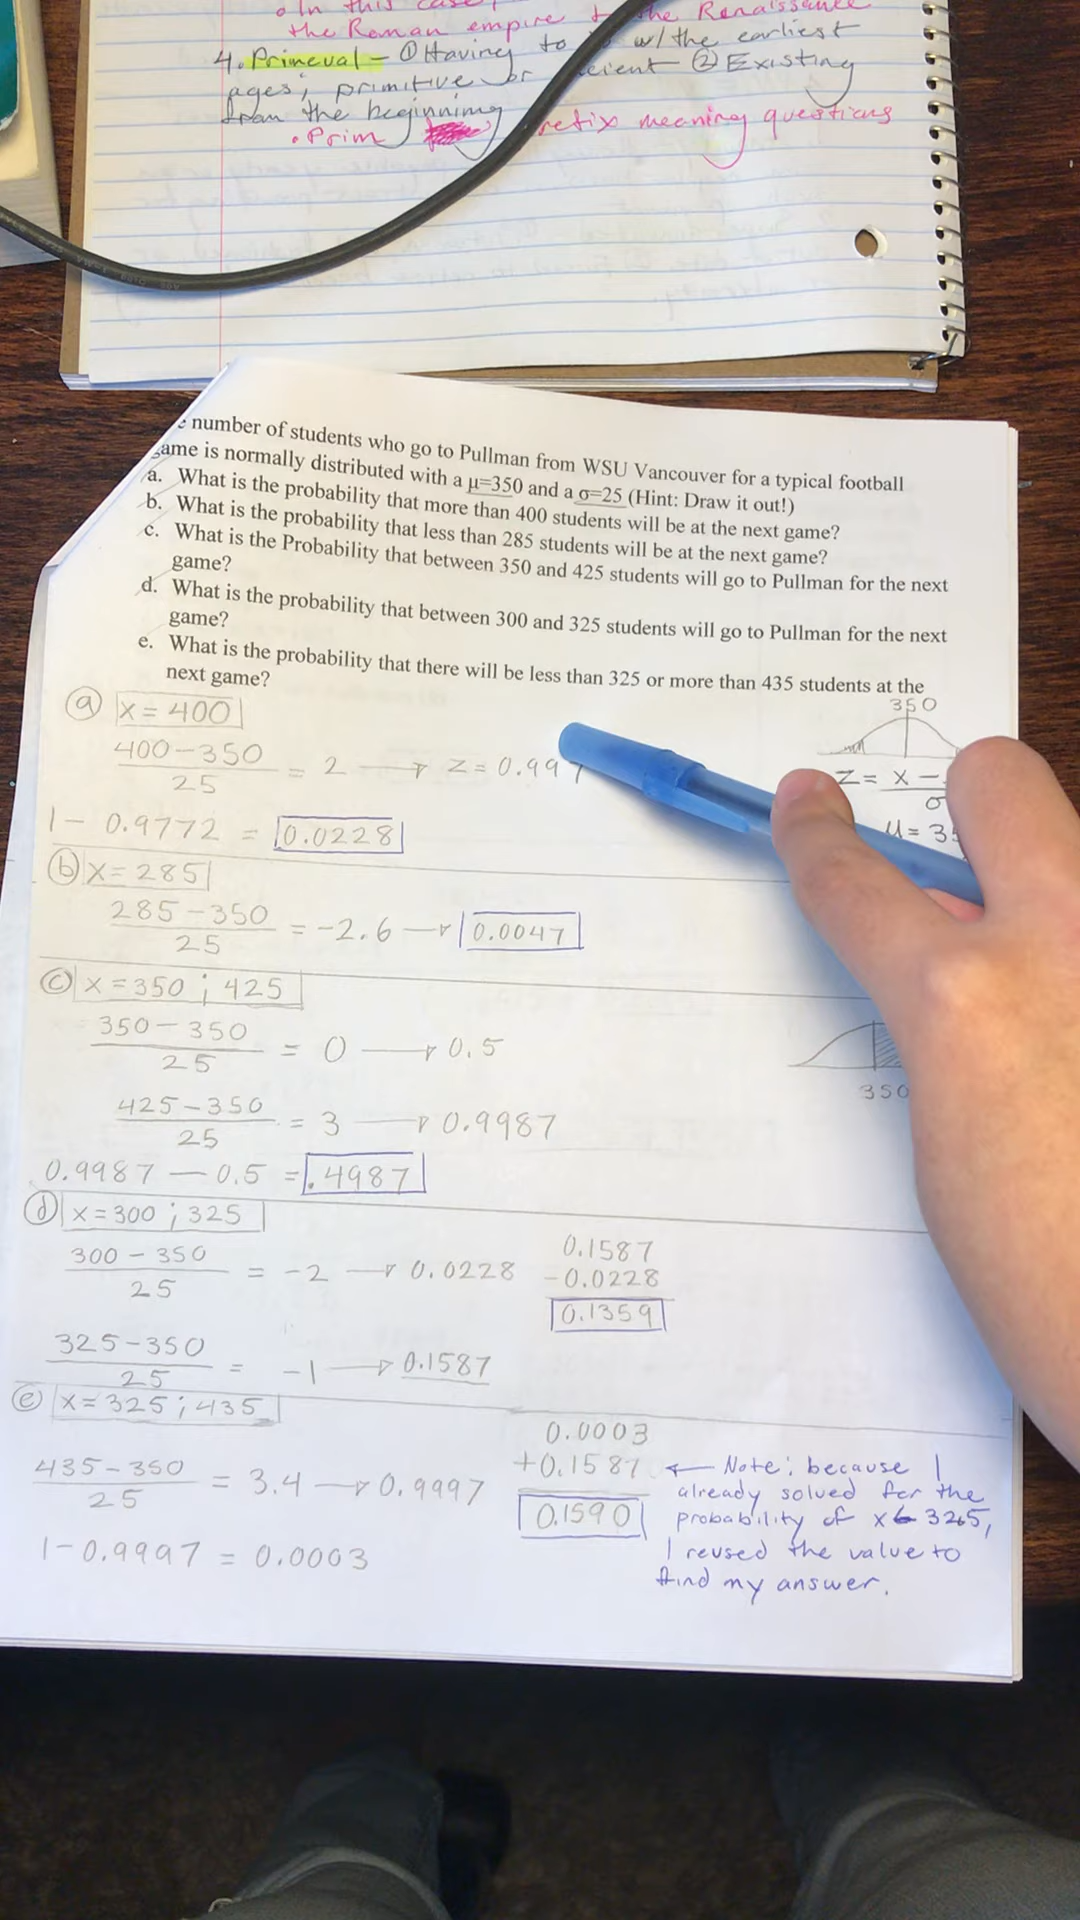 o In this case,
the Roman empire & the Renaissance
4. Primeval - ① Having to w/ the earliest
ages; primitive or ② Existing
from the beginning
• Prim prefix meaning questions
number of students who go to Pullman from WSU Vancouver for a typical football
game is normally distributed with a μ=350 and a σ=25 (Hint: Draw it out!)
a. What is the probability that more than 400 students will be at the next game?
b. What is the probability that less than 285 students will be at the next game?
c. What is the Probability that between 350 and 425 students will go to Pullman for the next
game?
d. What is the probability that between 300 and 325 students will go to Pullman for the next
game?
e. What is the probability that there will be less than 325 or more than 435 students at the
next game?
350
Z = x -
σ
μ = 35
ⓐ x = 400
400 - 350
25
= 2 → Z = 0.997
1 - 0.9772 = 0.0228
ⓑ x = 285
285 - 350
25
= -2.6 → 0.0047
ⓒ x = 350 ; 425
350 - 350
25
= 0 → 0.5
350
425 - 350
25
= 3 → 0.9987
0.9987 - 0.5 = .4987
ⓓ x = 300 ; 325
300 - 350
25
= -2 → 0.0228
0.1587
-0.0228
0.1359
325 - 350
25
= -1 → 0.1587
ⓔ x = 325 ; 435
435 - 350
25
= 3.4 → 0.9997
1 - 0.9997 = 0.0003
0.0003
+0.1587
0.1590
← Note: because I
already solved for the
probability of x < 325,
I reused the value to
find my answer.